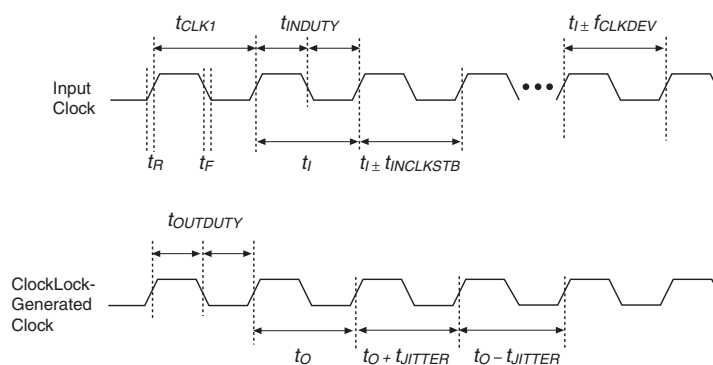 tCLK1 tINDUTY tI ± fCLKDEV
Input
Clock
tR tF tI tI ± tINCLKSTB
tOUTDUTY
ClockLock-
Generated
Clock
tO tO + tJITTER tO – tJITTER